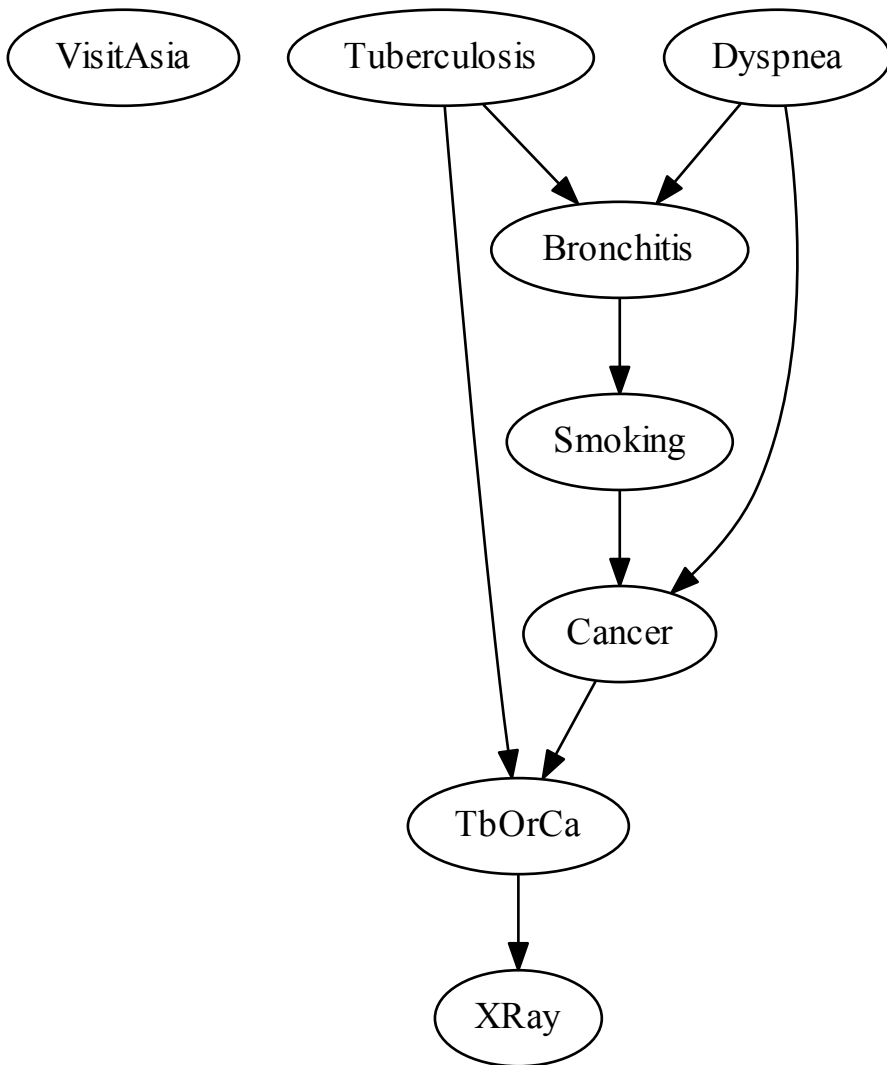 VisitAsia
Tuberculosis
Dyspnea
Bronchitis
Smoking
Cancer
TbOrCa
XRay